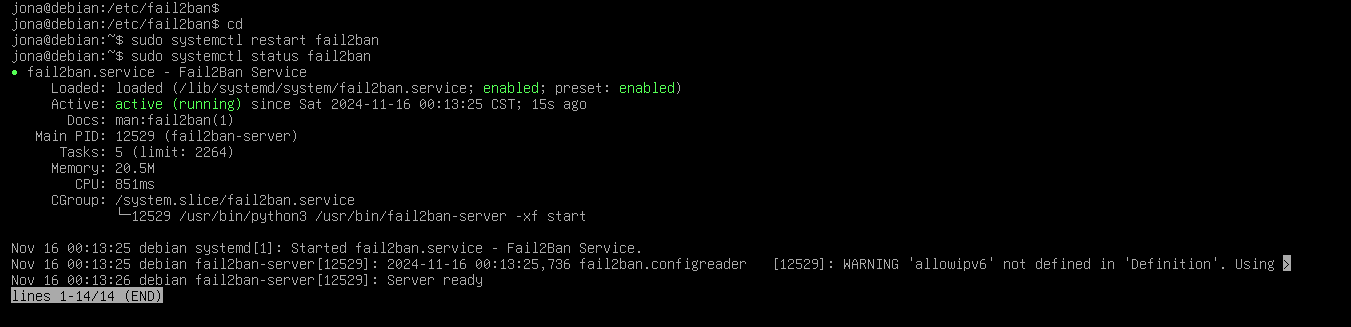 jona@debian:/etc/fail2ban$
jona@debian:/etc/fail2ban$ cd
jona@debian:~$ sudo systemctl restart fail2ban
jona@debian:~$ sudo systemctl status fail2ban
● fail2ban.service - Fail2Ban Service
     Loaded: loaded (/lib/systemd/system/fail2ban.service; enabled; preset: enabled)
     Active: active (running) since Sat 2024-11-16 00:13:25 CST; 15s ago
       Docs: man:fail2ban(1)
   Main PID: 12529 (fail2ban-server)
      Tasks: 5 (limit: 2264)
     Memory: 20.5M
        CPU: 851ms
     CGroup: /system.slice/fail2ban.service
             └─12529 /usr/bin/python3 /usr/bin/fail2ban-server -xf start

Nov 16 00:13:25 debian systemd[1]: Started fail2ban.service - Fail2Ban Service.
Nov 16 00:13:25 debian fail2ban-server[12529]: 2024-11-16 00:13:25,736 fail2ban.configreader   [12529]: WARNING 'allowipv6' not defined in 'Definition'. Using >
Nov 16 00:13:26 debian fail2ban-server[12529]: Server ready
lines 1-14/14 (END)